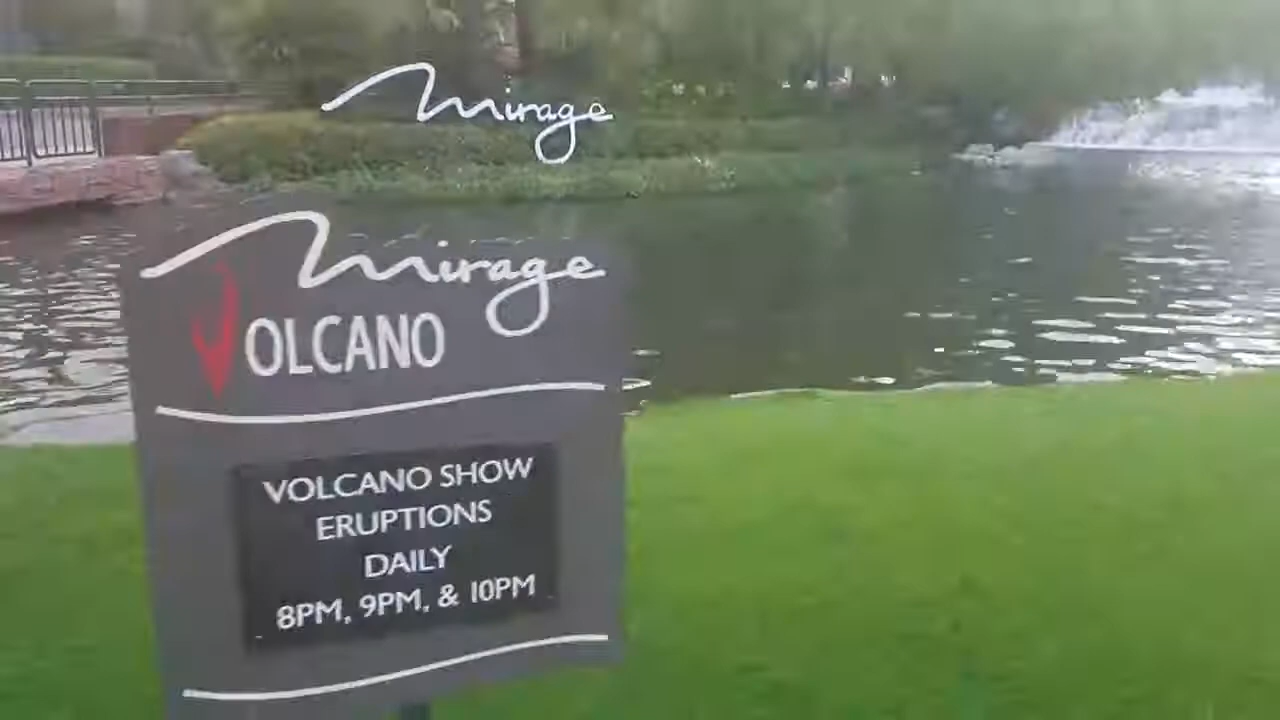 Mirage
Mirage
VOLCANO
VOLCANO SHOW
ERUPTIONS
DAILY
8PM, 9PM, & 10PM